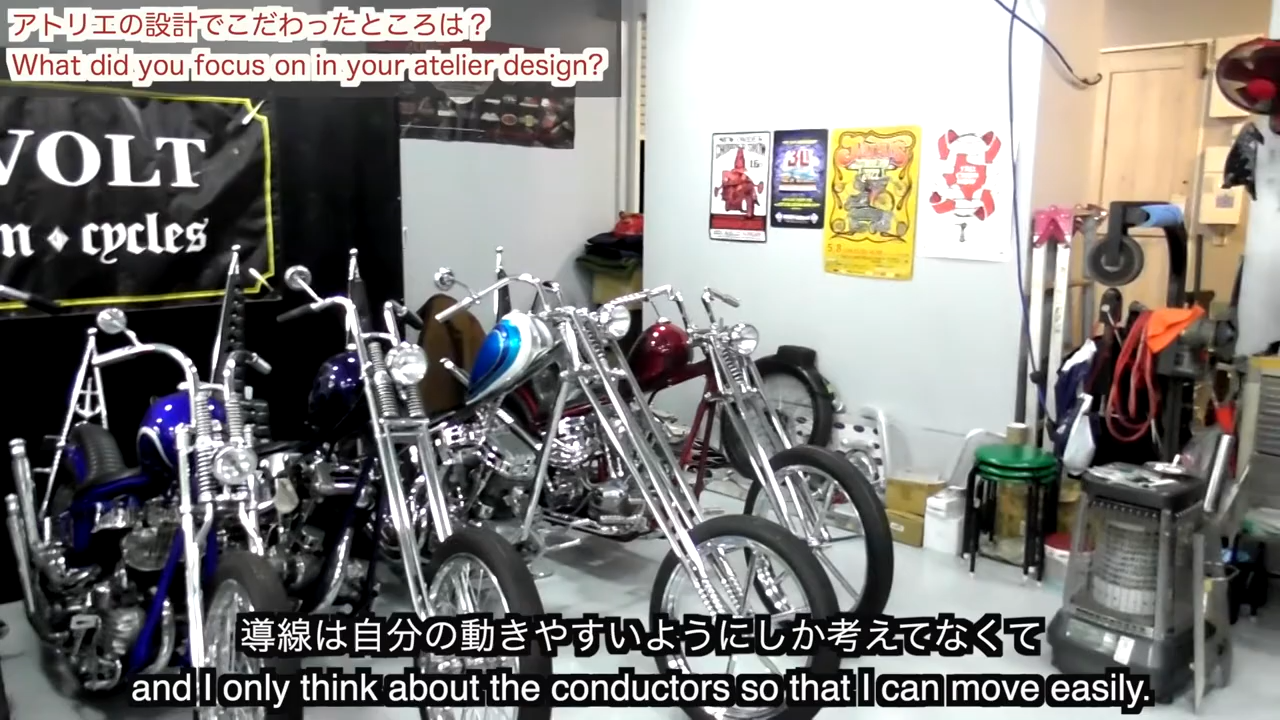 アトリエの設計でこだわったところは？
What did you focus on in your atelier design?
VOLT
m ◆ cycles
導線は自分の動きやすいようにしか考えてなくて
and I only think about the conductors so that I can move easily.